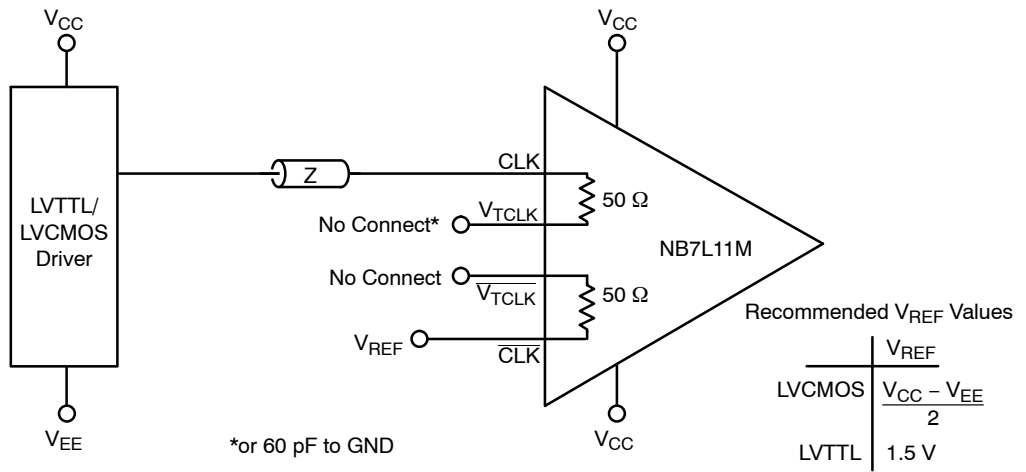 VCC
VCC
LVTTL/
LVCMOS
Driver
Z
CLK
50 Ω
No Connect*
VTCLK
NB7L11M
No Connect
VTCLK
50 Ω
VREF
CLK
Recommended VREF Values
VREF
LVCMOS
VCC – VEE
2
LVTTL
1.5 V
VEE
*or 60 pF to GND
VCC